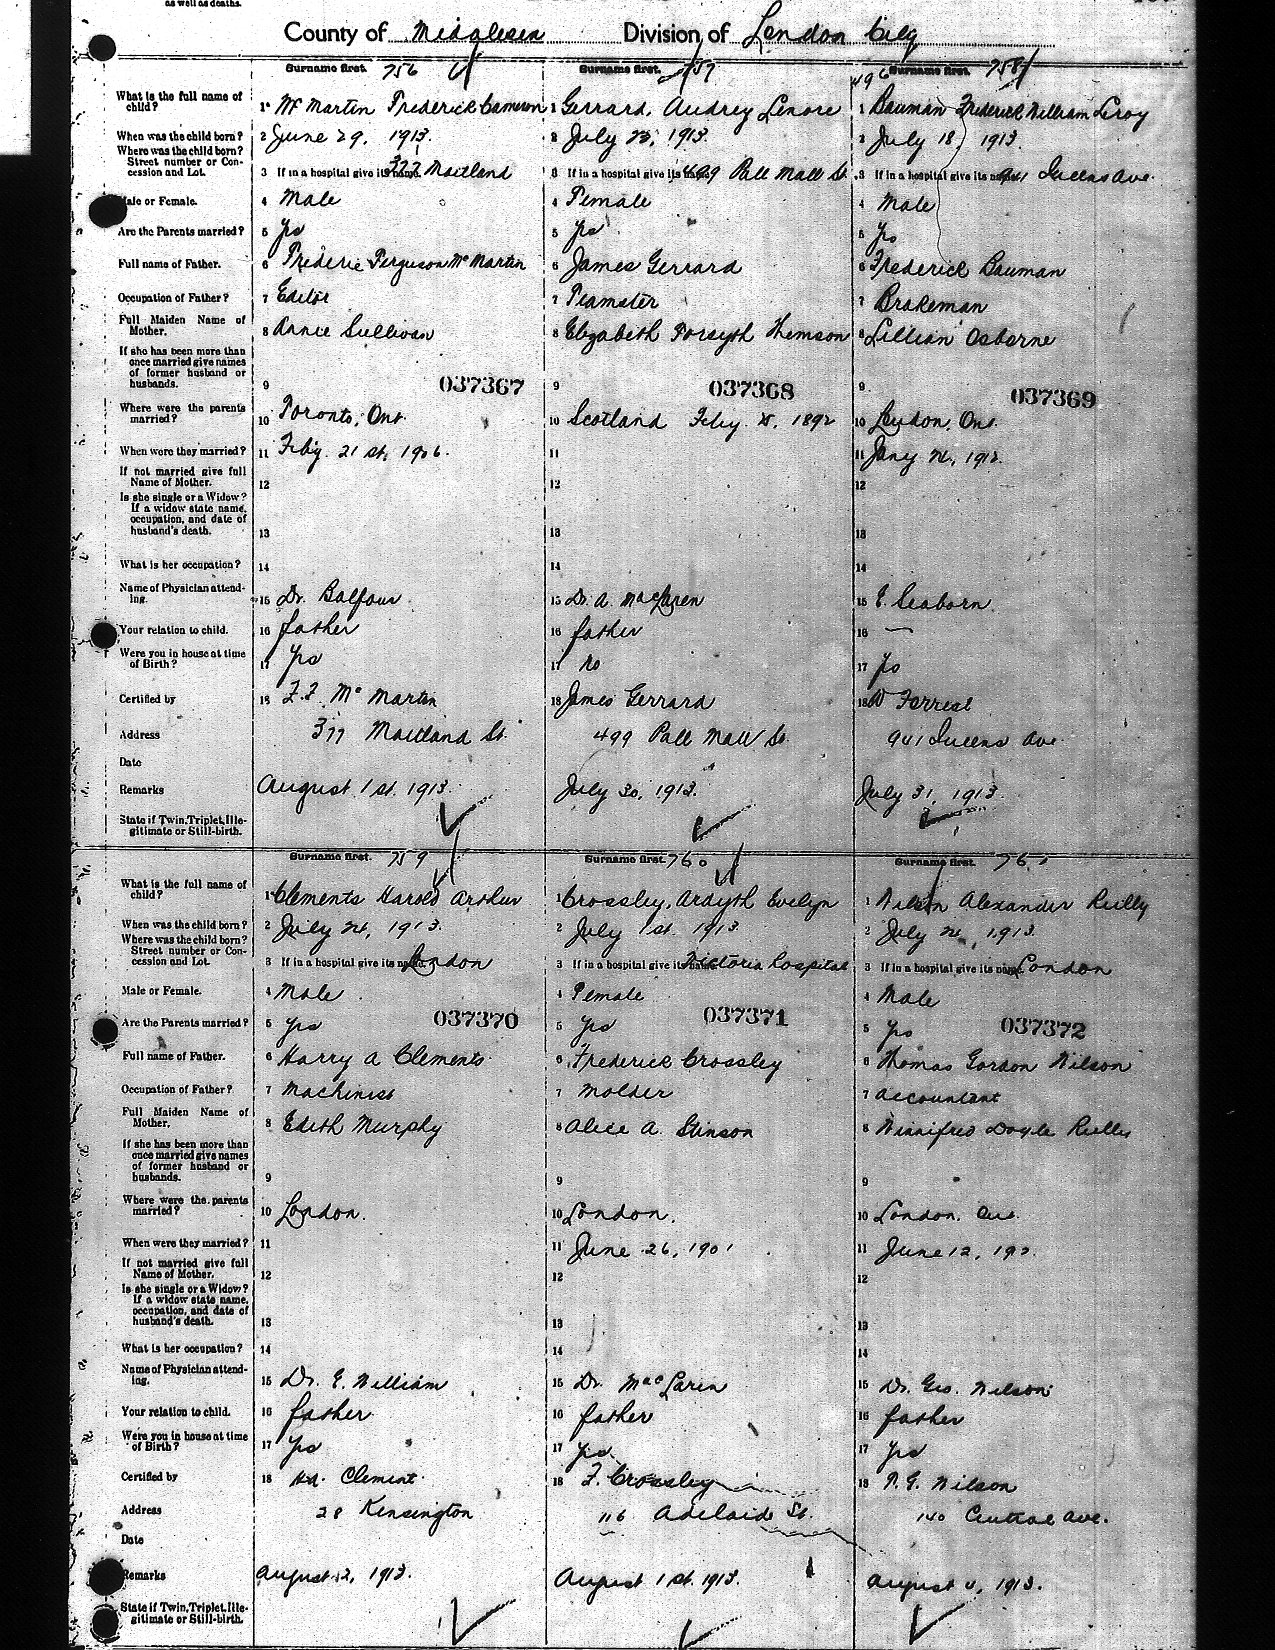 as well as deaths.
County of Middlesex Division of London City
Surname first. 756
Surname first. 757
496 Surname first. 758
What is the full name of child?
1 McMartin Frederick Cameron
1 Gerrard, Audrey Lenore
1 Bauman Frederick William Leroy
When was the child born?
2 June 29, 1913.
2 July 23, 1913.
2 July 18, 1913.
Where was the child born? Street number or Concession and Lot.
3 If in a hospital give its name. 377 Maitland
3 If in a hospital give its name. 499 Pall Mall St.
3 If in a hospital give its name. 941 Queens Ave.
Male or Female.
4 Male
4 Female
4 Male
Are the Parents married?
5 yes
5 yes
5 yes
Full name of Father.
6 Frederic Ferguson McMartin
6 James Gerrard
6 Frederick Bauman
Occupation of Father?
7 Editor
7 Teamster
7 Brakeman
Full Maiden Name of Mother.
8 Annie Sullivan
8 Elizabeth Forsyth Thomson
8 Lillian Osborne
If she has been more than once married give names of former husband or husbands.
9 037367
9 037368
9 037369
Where were the parents married?
10 Toronto, Ont.
10 Scotland Feby. 1892
10 London, Ont.
When were they married?
11 Feby. 21st, 1906.
11
11 Jany 1912.
If not married give full Name of Mother.
12
12
12
Is she single or a Widow? If a widow state name, occupation, and date of husband's death.
13
13
13
What is her occupation?
14
14
14
Name of Physician attending.
15 Dr. Balfour
15 Dr. A. MacLaren
15 E. Seaborn
Your relation to child.
16 father
16 father
16 —
Were you in house at time of Birth?
17 yes
17 no
17 yes
Certified by
18 F. F. McMartin
18 James Gerrard
18 W Forrest
Address
377 Maitland St.
499 Pall Mall St.
941 Queens Ave
Date
Remarks
August 1st. 1913.
July 30, 1913.
July 31, 1913.
State if Twin, Triplet, Illegitimate or Still-birth.
Surname first. 759
Surname first. 760
Surname first. 761
What is the full name of child?
1 Clements Harold Arthur
1 Crossley, Ardyth Evelyn
1 Wilson Alexander Reilly
When was the child born?
2 July 1913.
2 July 1st. 1913.
2 July 1913.
Where was the child born? Street number or Concession and Lot.
3 If in a hospital give its name. London
3 If in a hospital give its name. Victoria Hospital
3 If in a hospital give its name. London
Male or Female.
4 Male
4 Female
4 Male
Are the Parents married?
5 yes 037370
5 yes 037371
5 yes 037372
Full name of Father.
6 Harry A Clements
6 Frederick Crossley
6 Thomas Gordon Wilson
Occupation of Father?
7 Machinist
7 Molder
7 Accountant
Full Maiden Name of Mother.
8 Edith Murphy
8 Alice A. Stinson
8 Winnifred Doyle Reilly
If she has been more than once married give names of former husband or husbands.
9
9
9
Where were the parents married?
10 London.
10 London.
10 London, Ont.
When were they married?
11
11 June 26, 1901
11 June 12,
If not married give full Name of Mother.
12
12
12
Is she single or a Widow? If a widow state name, occupation, and date of husband's death.
13
13
13
What is her occupation?
14
14
14
Name of Physician attending.
15 Dr. E. William
15 Dr. MacLaren
15 Dr. Geo. Wilson
Your relation to child.
16 father
16 father
16 father
Were you in house at time of Birth?
17 yes
17 yes
17 yes
Certified by
18 H.A. Clement
18 F. Crossley
18 T. G. Wilson
Address
28 Kensington
116 Adelaide St.
140 Central Ave.
Date
Remarks
August 2, 1913.
August 1st. 1913.
August 1913.
State if Twin, Triplet, Illegitimate or Still-birth.